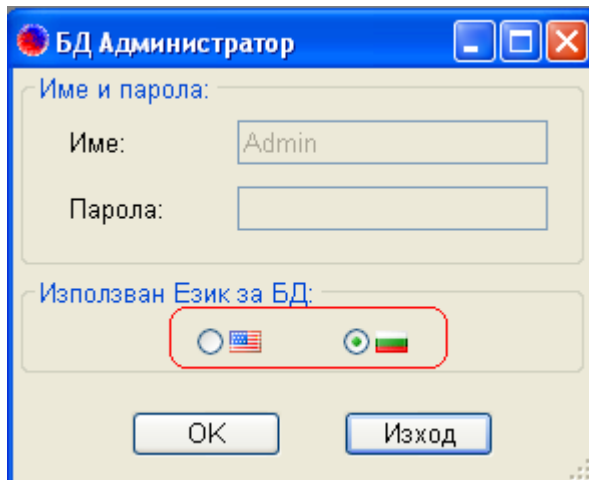 БД Администратор
Име и парола:
Име: Admin
Парола:
Използван Език за БД:
OK Изход